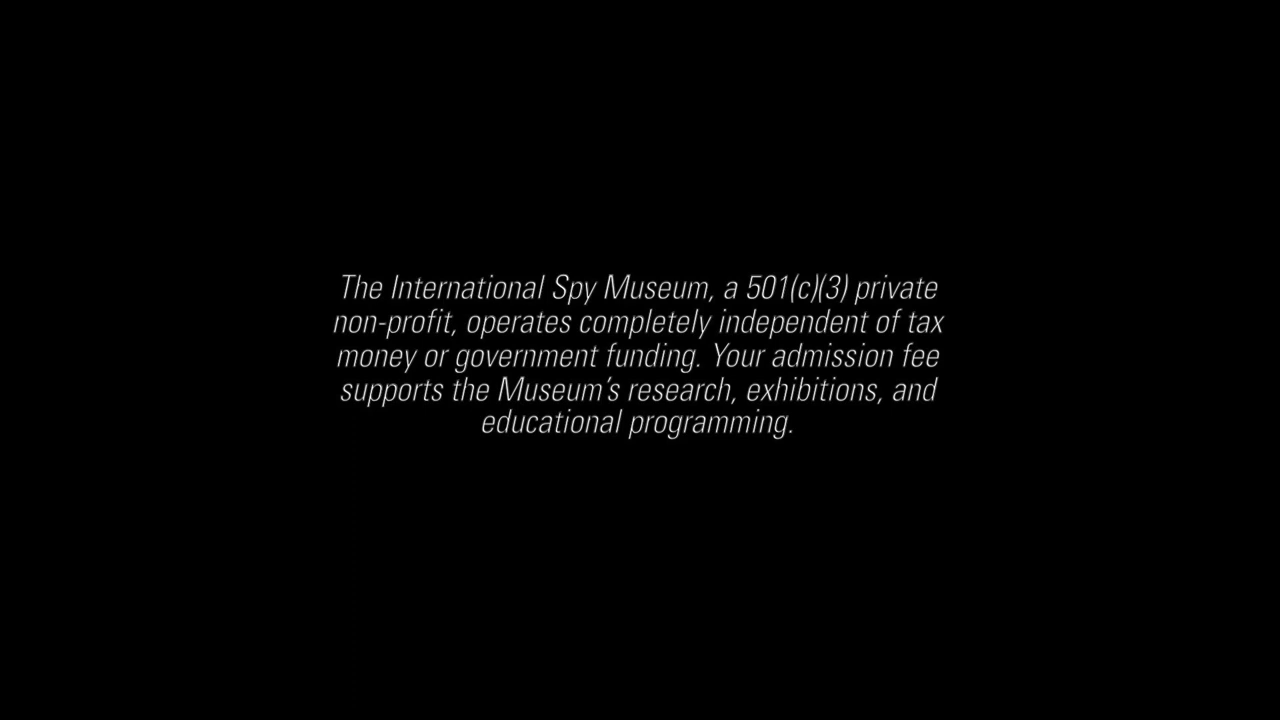 The International Spy Museum, a 501(c)(3) private
non-profit, operates completely independent of tax
money or government funding. Your admission fee
supports the Museum’s research, exhibitions, and
educational programming.